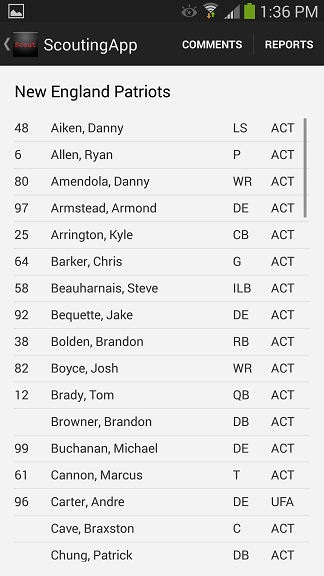 1:36 PM
Scout ScoutingApp COMMENTS REPORTS
New England Patriots
48 Aiken, Danny LS ACT
6 Allen, Ryan P ACT
80 Amendola, Danny WR ACT
97 Armstead, Armond DE ACT
25 Arrington, Kyle CB ACT
64 Barker, Chris G ACT
58 Beauharnais, Steve ILB ACT
92 Bequette, Jake DE ACT
38 Bolden, Brandon RB ACT
82 Boyce, Josh WR ACT
12 Brady, Tom QB ACT
Browner, Brandon DB ACT
99 Buchanan, Michael DE ACT
61 Cannon, Marcus T ACT
96 Carter, Andre DE UFA
Cave, Braxston C ACT
Chung, Patrick DB ACT